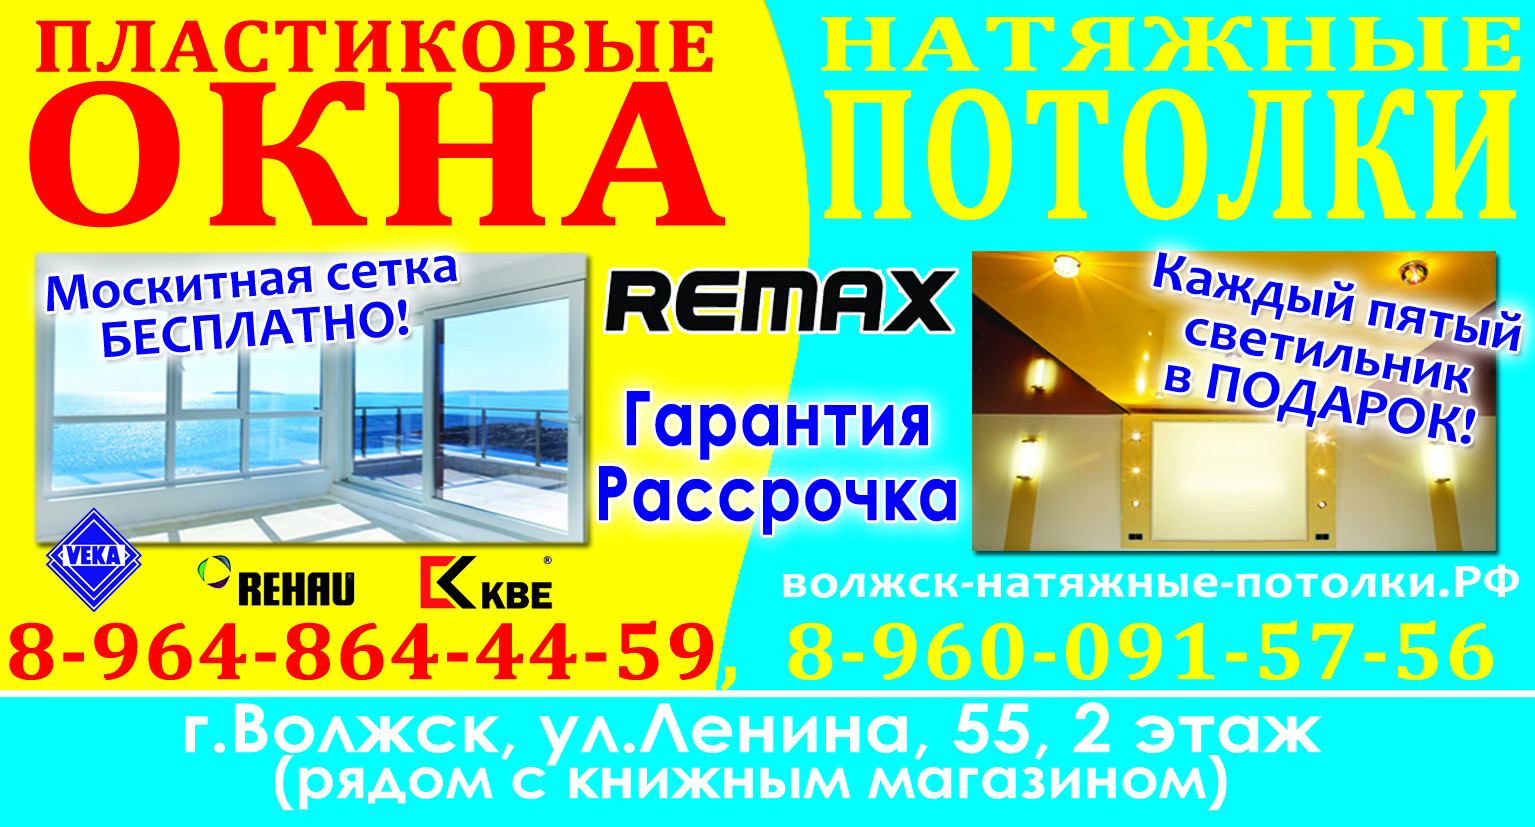 ПЛАСТИКОВЫЕ
ОКНА
НАТЯЖНЫЕ
ПОТОЛКИ
Москитная сетка
БЕСПЛАТНО!
REMAX
Гарантия
Рассрочка
Каждый пятый
светильник
в ПОДАРОК!
VEKA
REHAU
KBE ®
волжск-натяжные-потолки.РФ
8-964-864-44-59, 8-960-091-57-56
г.Волжск, ул.Ленина, 55, 2 этаж
(рядом с книжным магазином)